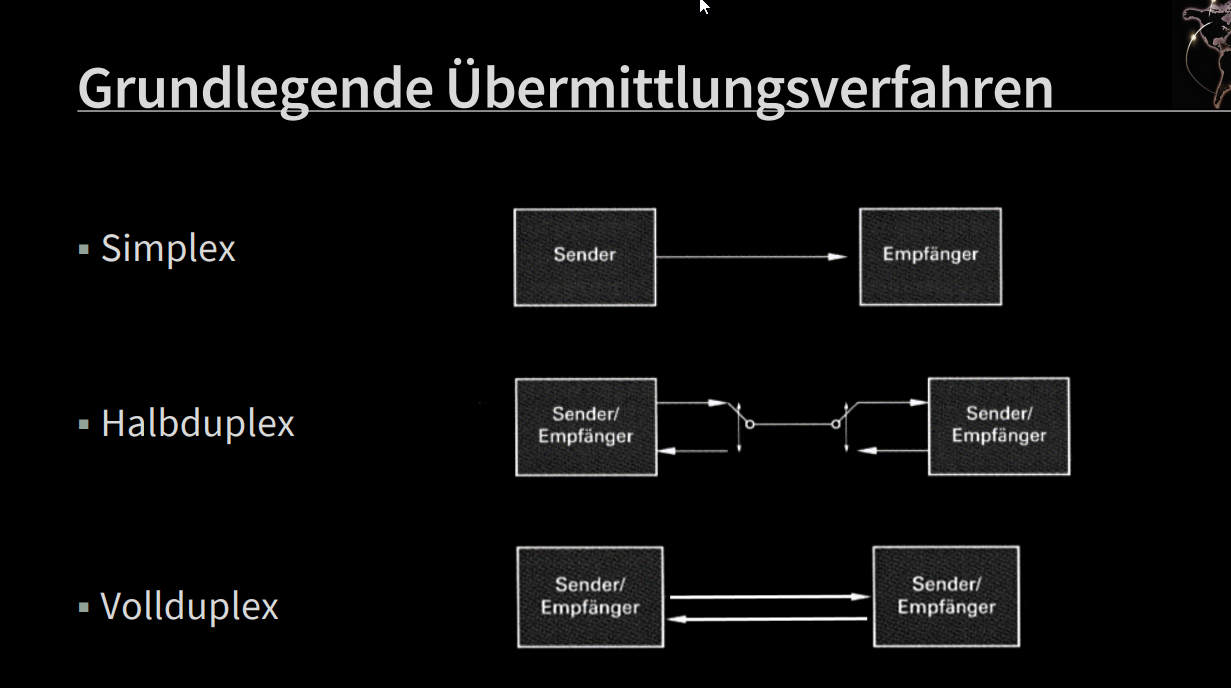 Grundlegende Übermittlungsverfahren
Simplex
Sender
Empfänger
Halbduplex
Sender/
Empfänger
Sender/
Empfänger
Vollduplex
Sender/
Empfänger
Sender/
Empfänger